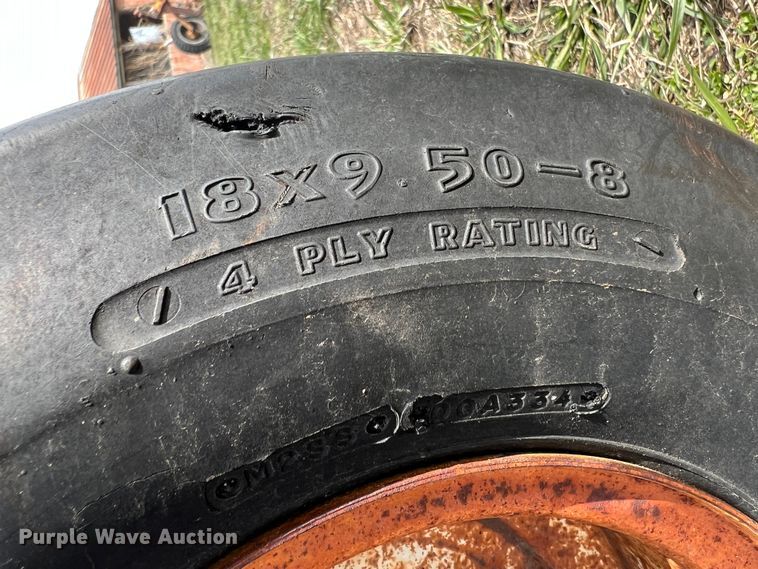 18X9.50-8
4 PLY RATING
Purple Wave Auction®